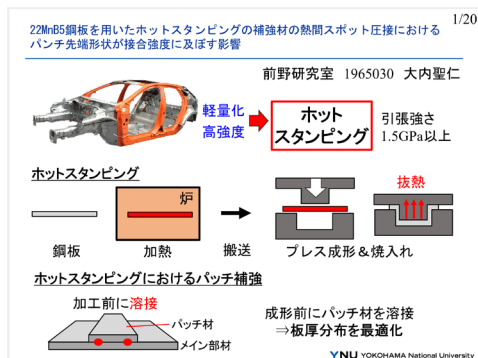 22MnB5鋼板を用いたホットスタンピングの補強材の熱間スポット圧接における
パンチ先端形状が接合強度に及ぼす影響
1/20
前野研究室 1965030 大内聖仁
軽量化
高強度
ホット
スタンピング
引張強さ
1.5GPa以上
ホットスタンピング
炉
抜熱
鋼板
加熱
搬送
プレス成形&焼入れ
ホットスタンピングにおけるパッチ補強
加工前に溶接
パッチ材
メイン部材
成形前にパッチ材を溶接
⇒板厚分布を最適化
YNU YOKOHAMA National University